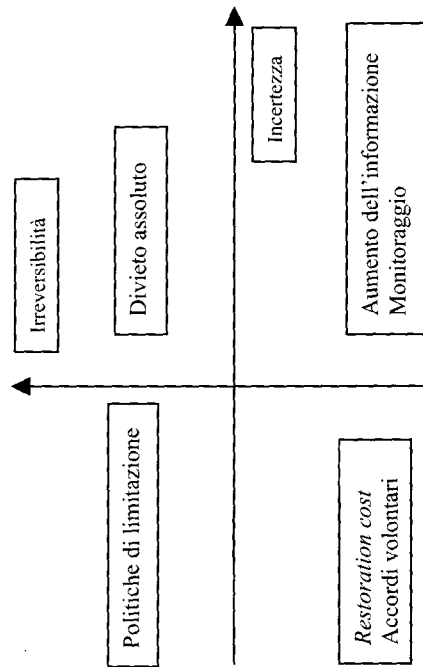 Irreversibilità
Politiche di limitazione
Divieto assoluto
Incertezza
Restoration cost
Accordi volontari
Aumento dell'informazione
Monitoraggio